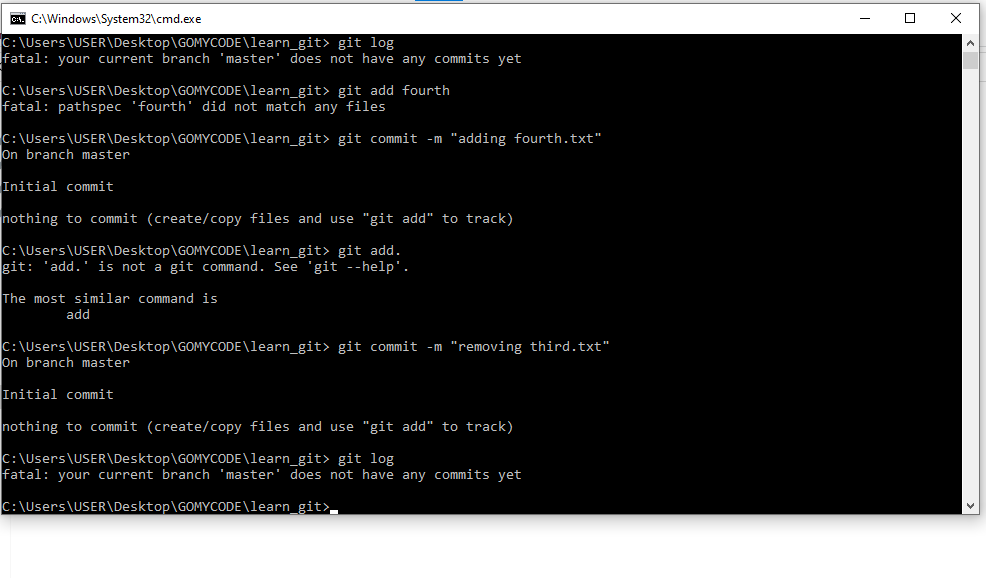 C:\Windows\System32\cmd.exe
C:\Users\USER\Desktop\GOMYCODE\learn_git> git log
fatal: your current branch 'master' does not have any commits yet
C:\Users\USER\Desktop\GOMYCODE\learn_git> git add fourth
fatal: pathspec 'fourth' did not match any files
C:\Users\USER\Desktop\GOMYCODE\learn_git> git commit -m "adding fourth.txt"
On branch master
Initial commit
nothing to commit (create/copy files and use "git add" to track)
C:\Users\USER\Desktop\GOMYCODE\learn_git> git add.
git: 'add.' is not a git command. See 'git --help'.
The most similar command is
add
C:\Users\USER\Desktop\GOMYCODE\learn_git> git commit -m "removing third.txt"
On branch master
Initial commit
nothing to commit (create/copy files and use "git add" to track)
C:\Users\USER\Desktop\GOMYCODE\learn_git> git log
fatal: your current branch 'master' does not have any commits yet
C:\Users\USER\Desktop\GOMYCODE\learn_git>